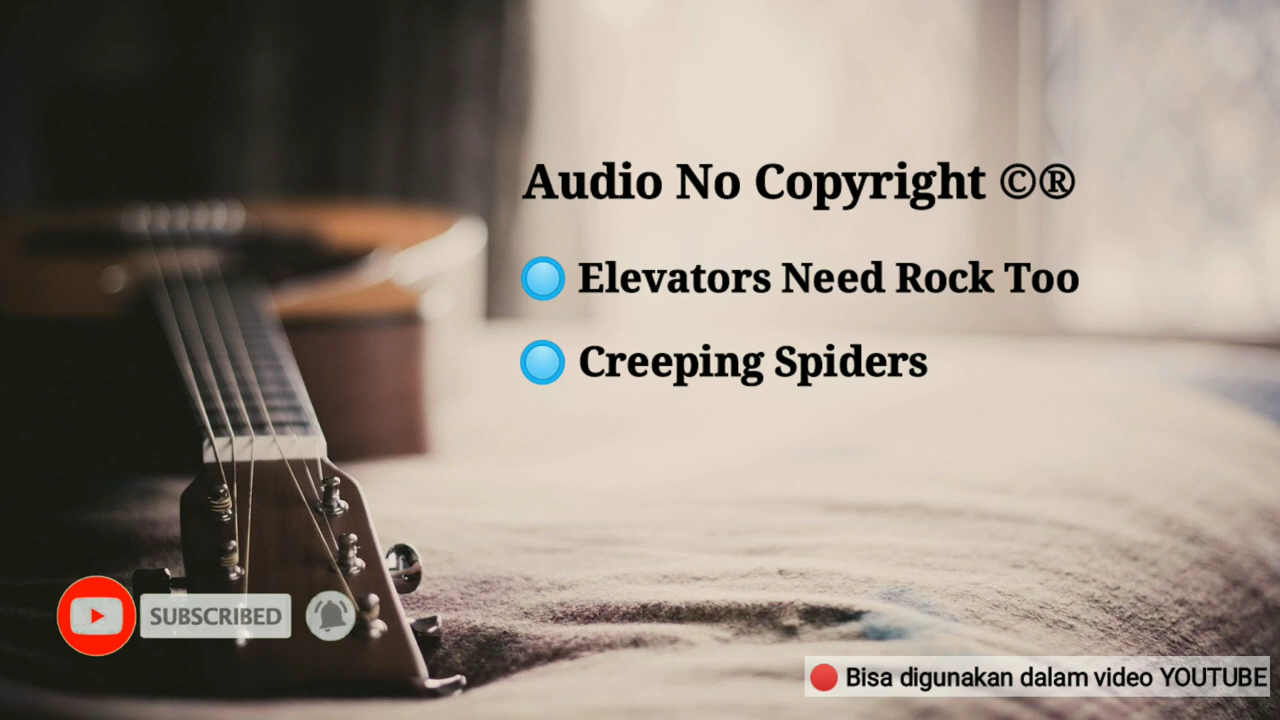 Audio No Copyright ©®
🔵 Elevators Need Rock Too
🔵 Creeping Spiders
SUBSCRIBED
🔴 Bisa digunakan dalam video YOUTUBE